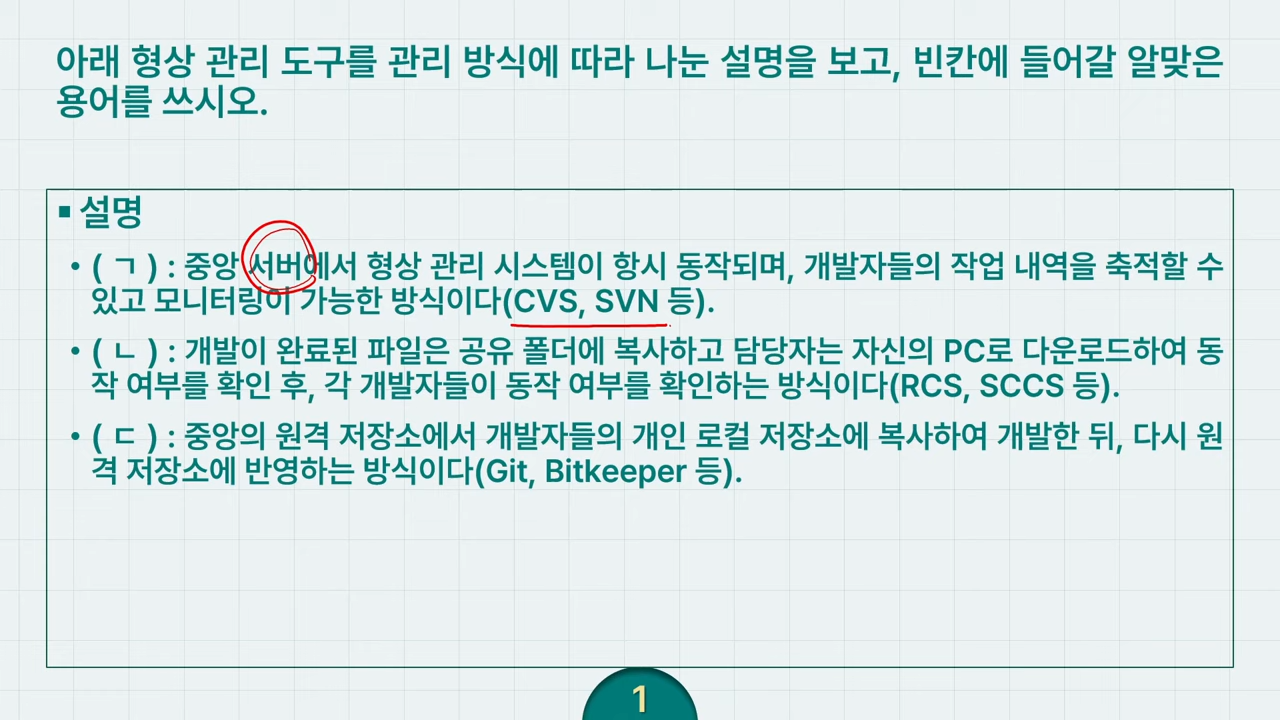 아래 형상 관리 도구를 관리 방식에 따라 나눈 설명을 보고, 빈칸에 들어갈 알맞은
용어를 쓰시오.
▪ 설명
• ( ㄱ ) : 중앙 서버에서 형상 관리 시스템이 항시 동작되며, 개발자들의 작업 내역을 축적할 수
있고 모니터링이 가능한 방식이다(CVS, SVN 등).
• ( ㄴ ) : 개발이 완료된 파일은 공유 폴더에 복사하고 담당자는 자신의 PC로 다운로드하여 동
작 여부를 확인 후, 각 개발자들이 동작 여부를 확인하는 방식이다(RCS, SCCS 등).
• ( ㄷ ) : 중앙의 원격 저장소에서 개발자들의 개인 로컬 저장소에 복사하여 개발한 뒤, 다시 원
격 저장소에 반영하는 방식이다(Git, Bitkeeper 등).
1